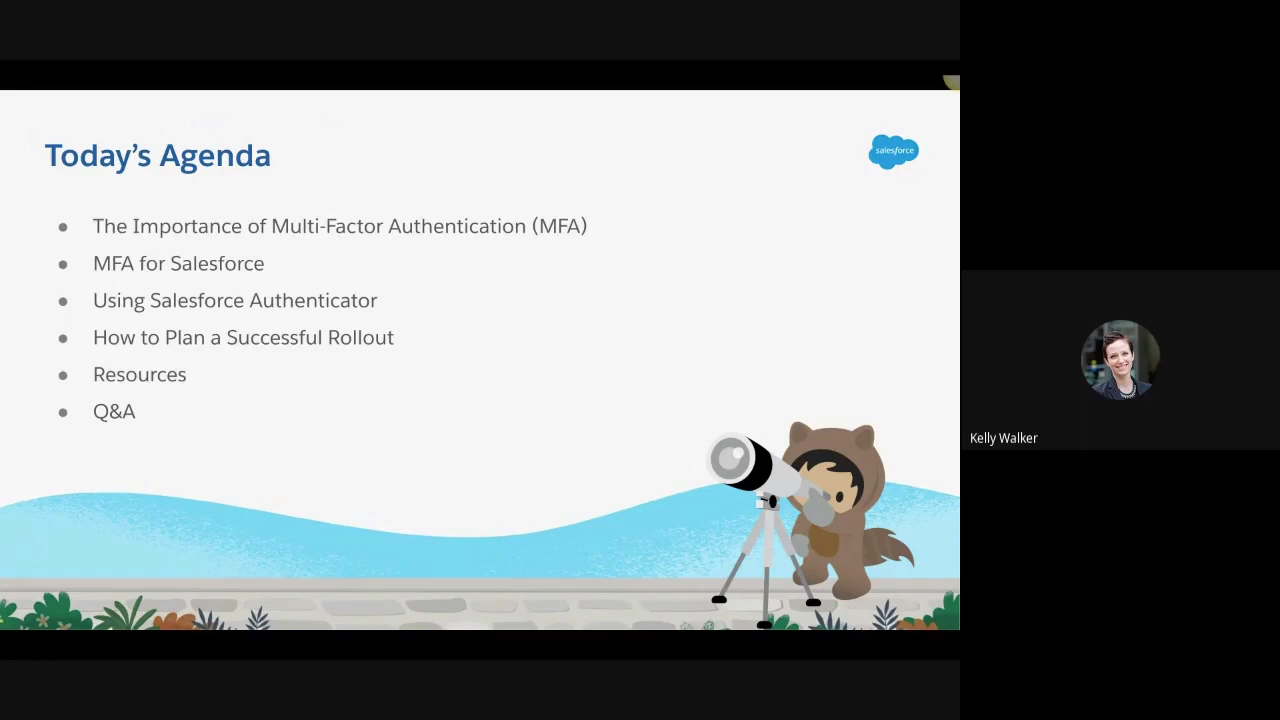 Today’s Agenda
salesforce
The Importance of Multi-Factor Authentication (MFA)
MFA for Salesforce
Using Salesforce Authenticator
How to Plan a Successful Rollout
Resources
Q&A
Kelly Walker